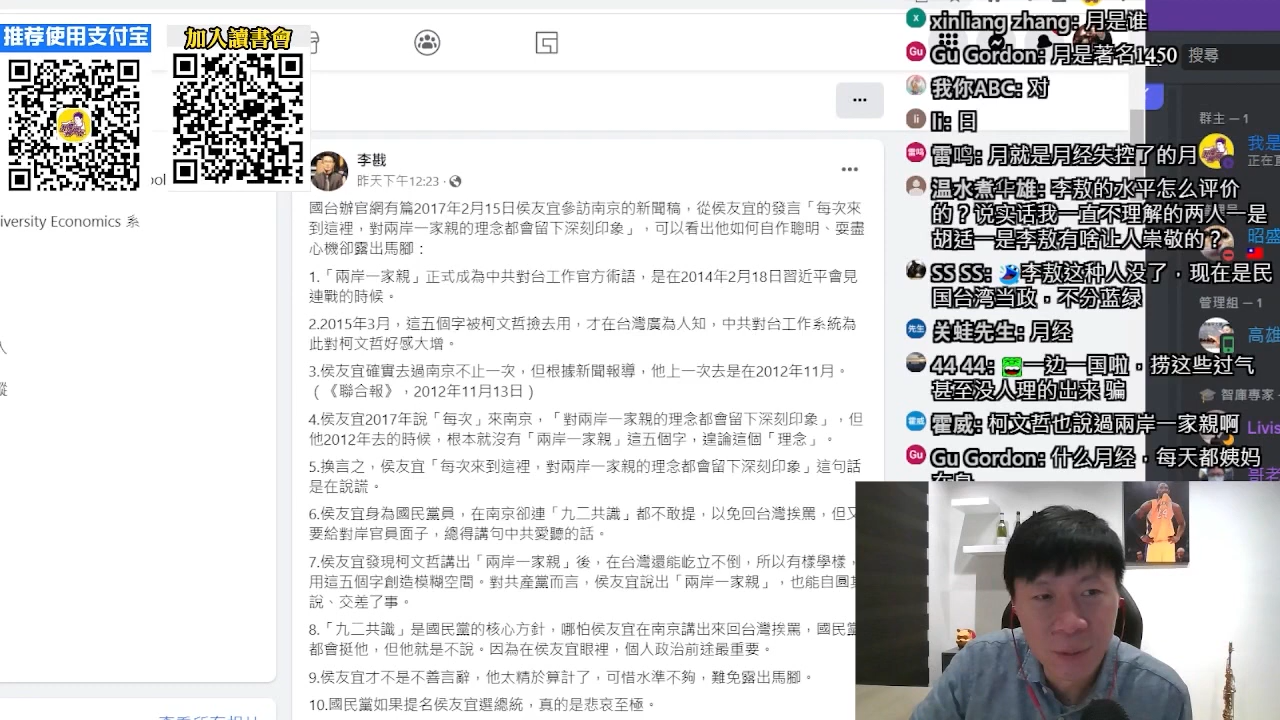 推荐使用支付宝
加入讀書會
iversity Economics 系
李戡
昨天下午12:23
國台辦官網有篇2017年2月15日侯友宜參訪南京的新聞稿，從侯友宜的發言「每次來
到這裡，對兩岸一家親的理念都會留下深刻印象」，可以看出他如何自作聰明、耍盡
心機卻露出馬腳：
1.「兩岸一家親」正式成為中共對台工作官方術語，是在2014年2月18日習近平會見
連戰的時候。
2.2015年3月，這五個字被柯文哲撿去用，才在台灣廣為人知，中共對台工作系統為
此對柯文哲好感大增。
3.侯友宜確實去過南京不止一次，但根據新聞報導，他上一次去是在2012年11月。
（《聯合報》，2012年11月13日）
4.侯友宜2017年說「每次」來南京，「對兩岸一家親的理念都會留下深刻印象」，但
他2012年去的時候，根本就沒有「兩岸一家親」這五個字，遑論這個「理念」。
5.換言之，侯友宜「每次來到這裡，對兩岸一家親的理念都會留下深刻印象」這句話
是在說謊。
6.侯友宜身為國民黨員，在南京卻連「九二共識」都不敢提，以免回台灣挨罵，但又
要給對岸官員面子，總得講句中共愛聽的話。
7.侯友宜發現柯文哲講出「兩岸一家親」後，在台灣還能屹立不倒，所以有樣學樣，
用這五個字創造模糊空間。對共產黨而言，侯友宜說出「兩岸一家親」，也能自圓其
說、交差了事。
8.「九二共識」是國民黨的核心方針，哪怕侯友宜在南京講出來回台灣挨罵，國民黨
都會挺他，但他就是不說。因為在侯友宜眼裡，個人政治前途最重要。
9.侯友宜才不是不善言辭，他太精於算計了，可惜水準不夠，難免露出馬腳。
10.國民黨如果提名侯友宜選總統，真的是悲哀至極。
xinliang zhang: 月是谁
Gu Gordon: 月是著名1450
我你ABC: 对
li: 日
雷鸣: 月就是月经失控了的月
温水煮华雄: 李敖的水平怎么评价
的？说实话我一直不理解的两人一是
胡适一是李敖有啥让人崇敬的？
SS SS: 李敖这种人没了，现在是民
国台湾当政，不分蓝绿
关蛙先生: 月经
44 44: 一边一国啦，捞这些过气
甚至没人理的出来 骗
霍威: 柯文哲也說過兩岸一家親啊
Gu Gordon: 什么月经，每天都姨妈
搜尋
群主 — 1
我是
昭盛
管理組 — 1
高雄
智庫專家
Livis